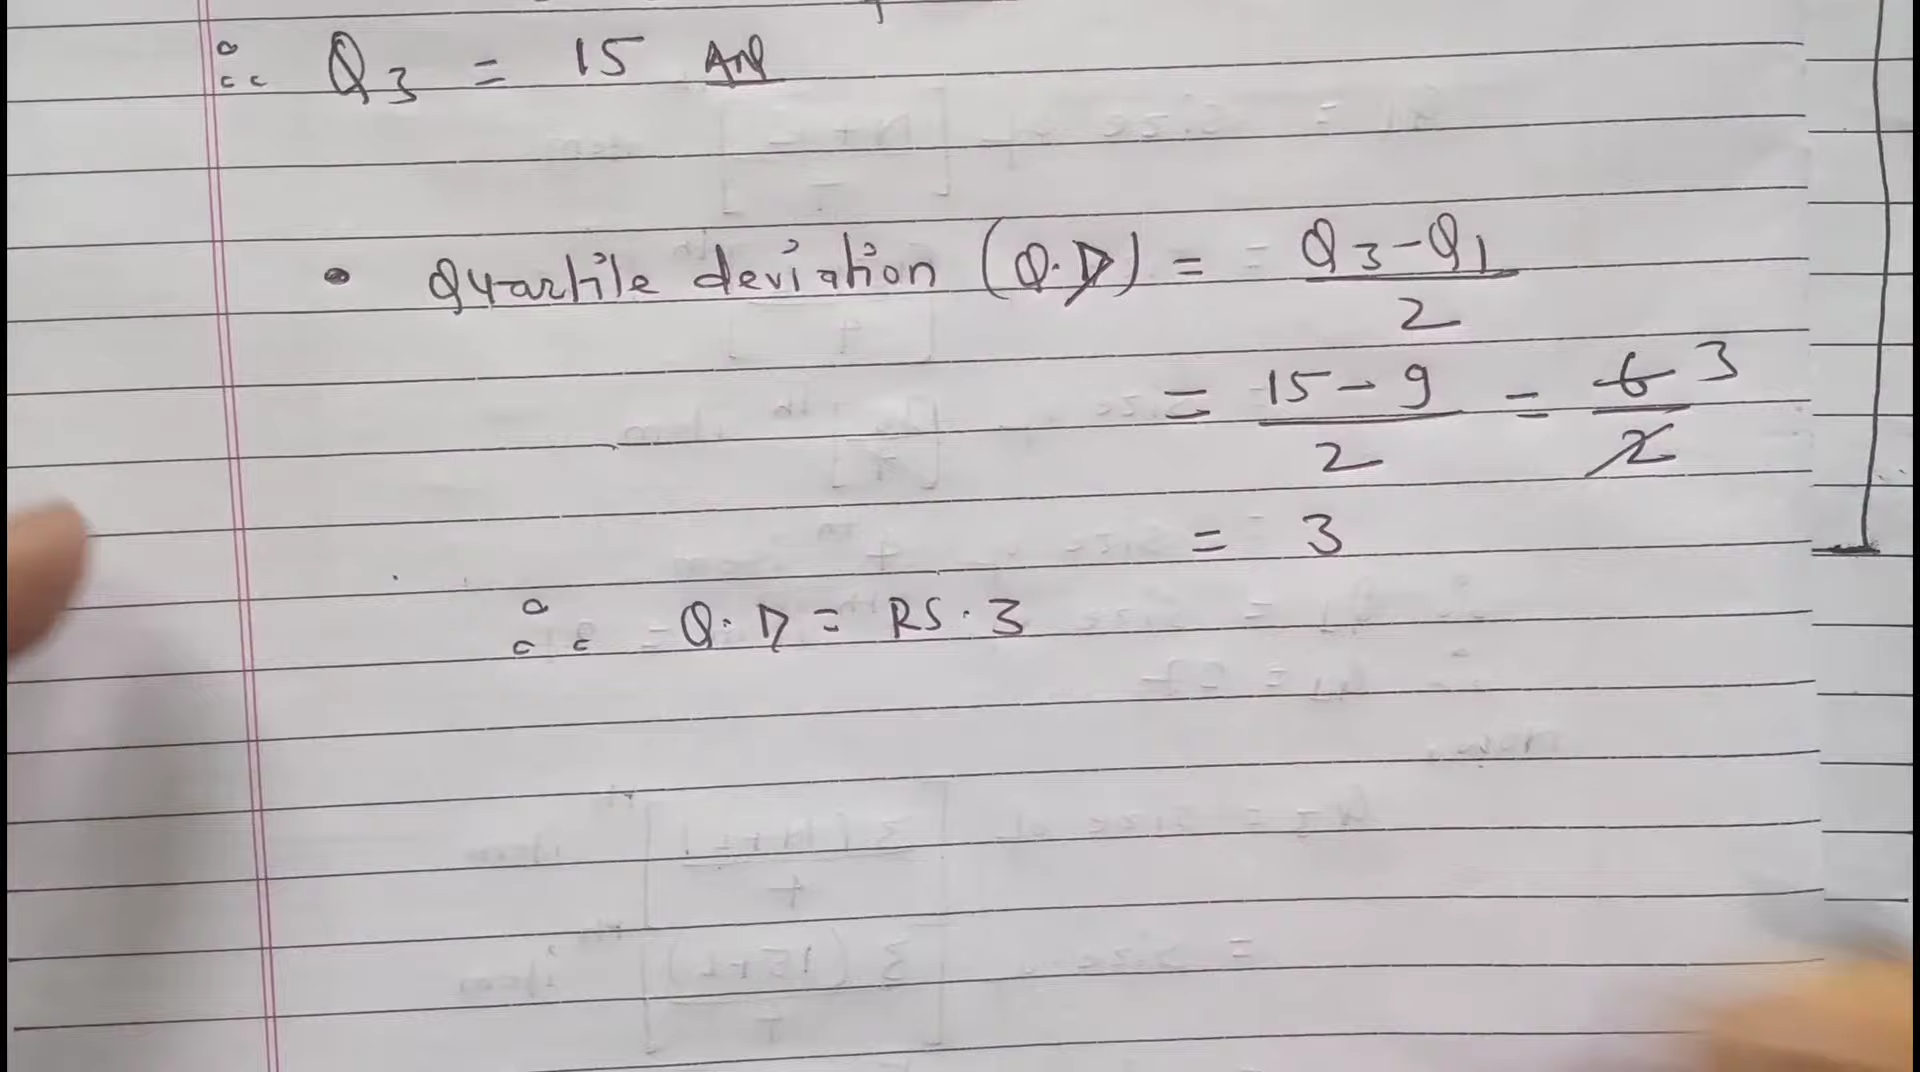 ∴ Q3 = 15 Ans
• Quartile deviation (Q.D) = Q3-Q1/2
= 15-9/2 = 6/2 3
= 3
∴ Q.D = RS. 3